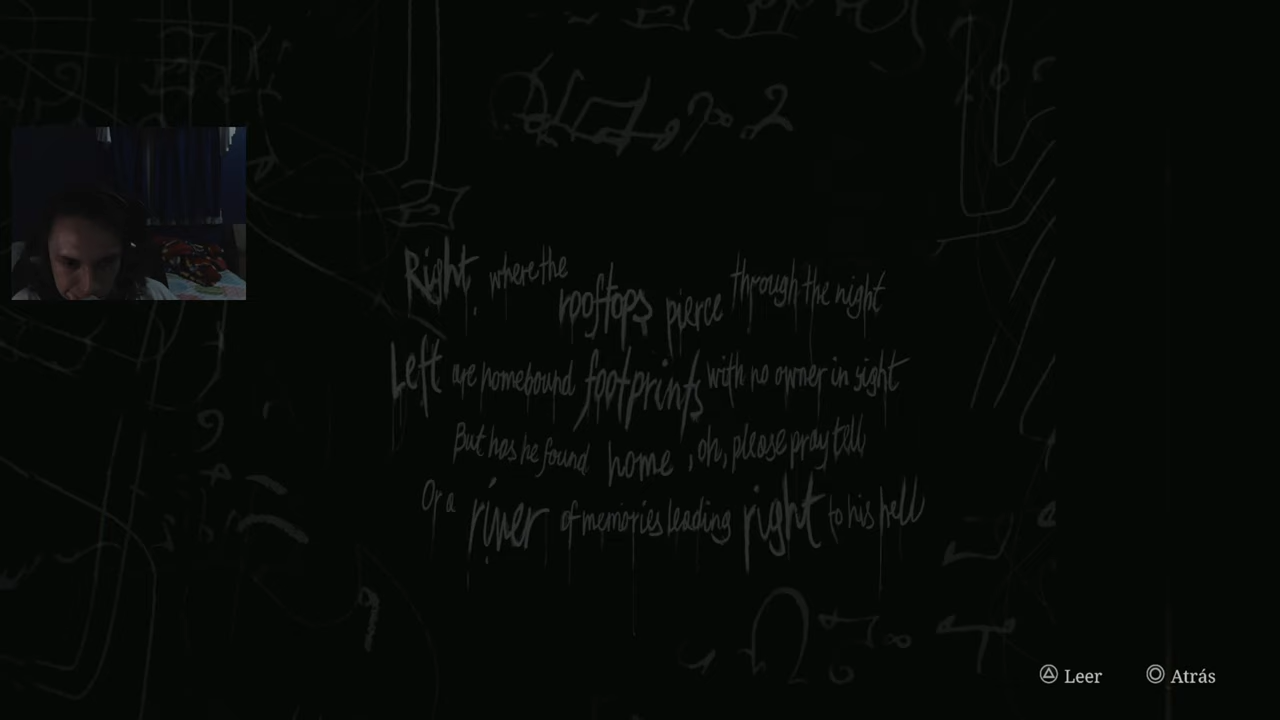 Right where the rooftops pierce through the night
Left are homebound footprints with no owner in sight
But has he found home, oh, please pray tell
Or a river of memories leading right to his hell
Leer Atrás